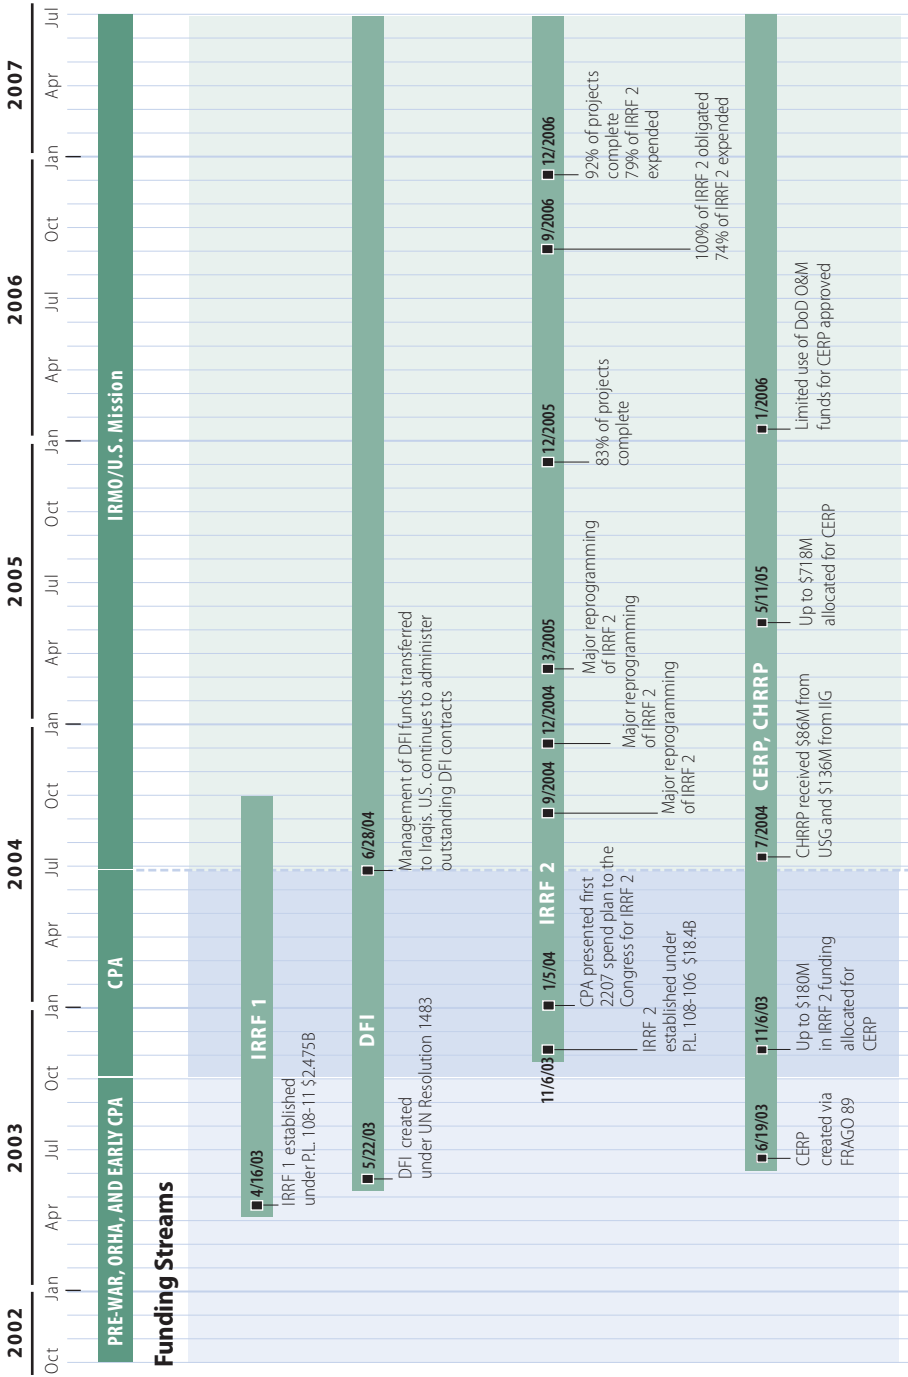 2002
2003
2004
2005
2006
2007
Oct
Jan
Apr
Jul
Oct
Jan
Apr
Jul
Oct
Jan
Apr
Jul
Oct
Jan
Apr
Jul
Oct
Jan
Apr
Jul
PRE-WAR, ORHA, AND EARLY CPA
CPA
IRMO/U.S. Mission
Funding Streams
IRRF 1
4/16/03
IRRF 1 established
under P.L. 108-11 $2.475B
DFI
5/22/03
DFI created
under UN Resolution 1483
6/28/04
Management of DFI funds transferred
to Iraqis. U.S. continues to administer
outstanding DFI contracts
IRRF 2
11/6/03
IRRF 2
established under
P.L. 108-106 $18.4B
1/5/04
CPA presented first
2207 spend plan to the
Congress for IRRF 2
9/2004
Major reprogramming
of IRRF 2
12/2004
Major reprogramming
of IRRF 2
3/2005
Major reprogramming
of IRRF 2
12/2005
83% of projects
complete
9/2006
100% of IRRF 2 obligated
74% of IRRF 2 expended
12/2006
92% of projects
complete
79% of IRRF 2
expended
CERP, CHRRP
6/19/03
CERP
created via
FRAGO 89
11/6/03
Up to $180M
in IRRF 2 funding
allocated for
CERP
7/2004
CHRRP received $86M from
USG and $136M from IIG
5/11/05
Up to $718M
allocated for CERP
1/2006
Limited use of DoD O&M
funds for CERP approved